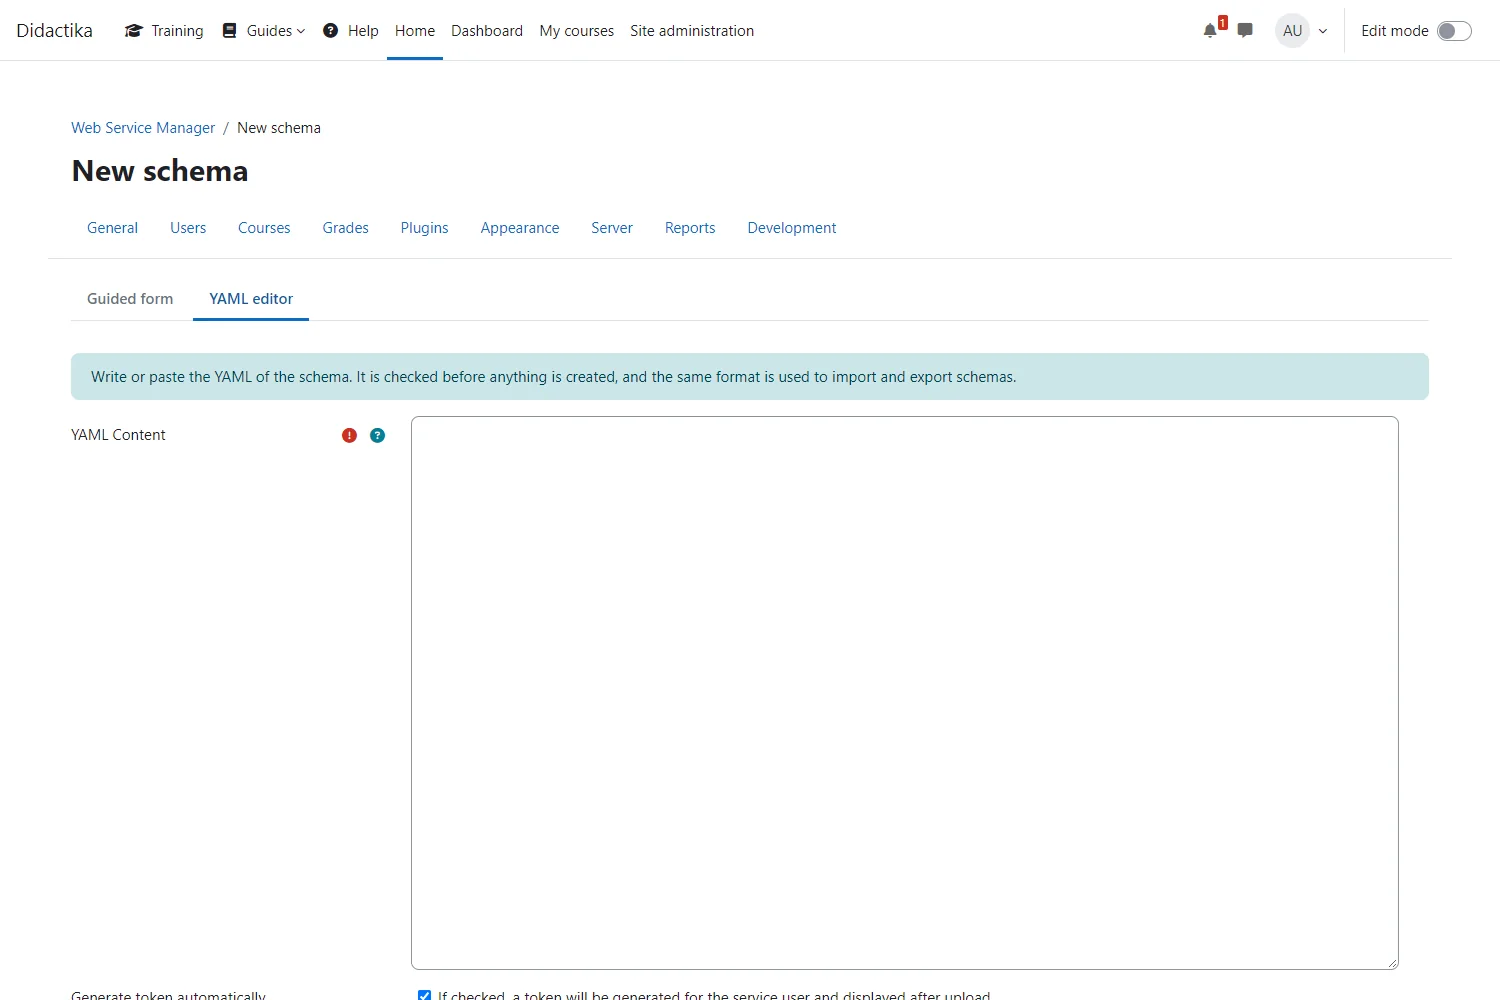 Didactika Training Guides Help Home Dashboard My courses Site administration 1 AU Edit mode
Web Service Manager / New schema
New schema
General Users Courses Grades Plugins Appearance Server Reports Development
Guided form YAML editor
Write or paste the YAML of the schema. It is checked before anything is created, and the same format is used to import and export schemas.
YAML Content
Generate token automatically If checked, a token will be generated for the service user and displayed after upload